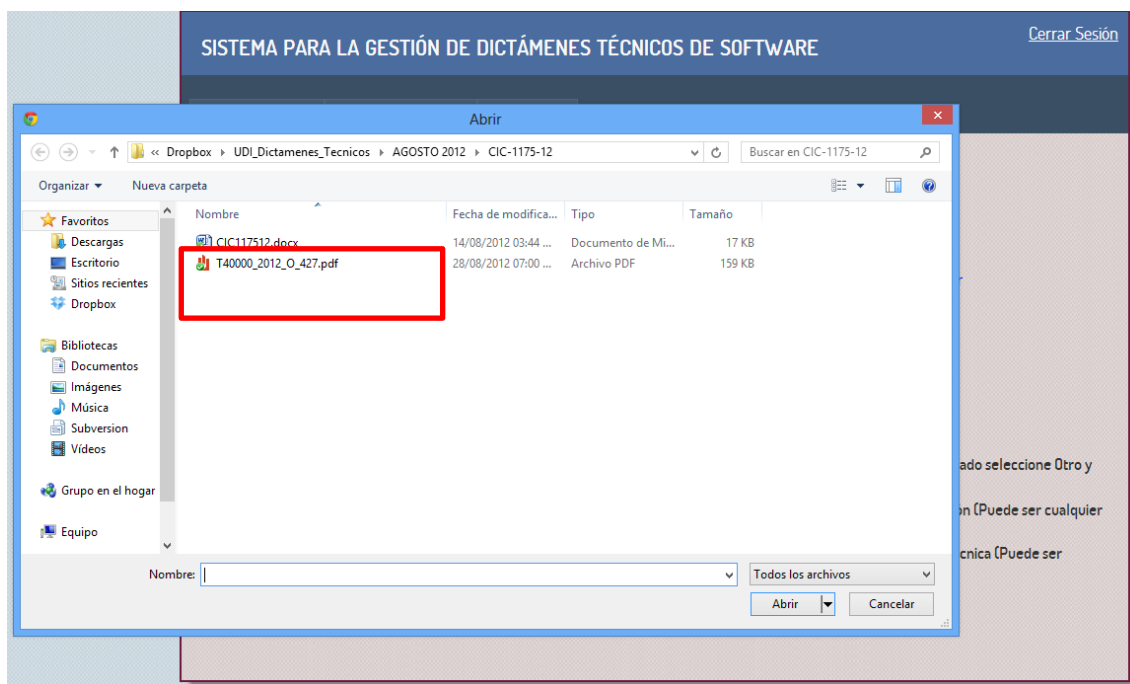 SISTEMA PARA LA GESTIÓN DE DICTÁMENES TÉCNICOS DE SOFTWARE
Cerrar Sesión
Abrir
« Dropbox UDI_Dictamenes_Tecnicos AGOSTO 2012 CIC-1175-12
Buscar en CIC-1175-12
Organizar Nueva carpeta
Nombre Fecha de modifica... Tipo Tamaño
CIC117512.docx 14/08/2012 03:44 ... Documento de Mi... 17 KB
T40000_2012_O_427.pdf 28/08/2012 07:00 ... Archivo PDF 159 KB
Favoritos
Descargas
Escritorio
Sitios recientes
Dropbox
Bibliotecas
Documentos
Imágenes
Música
Subversion
Vídeos
Grupo en el hogar
Equipo
ado seleccione Otro y
ón (Puede ser cualquier
cnica (Puede ser
Nombre: Todos los archivos
Abrir Cancelar